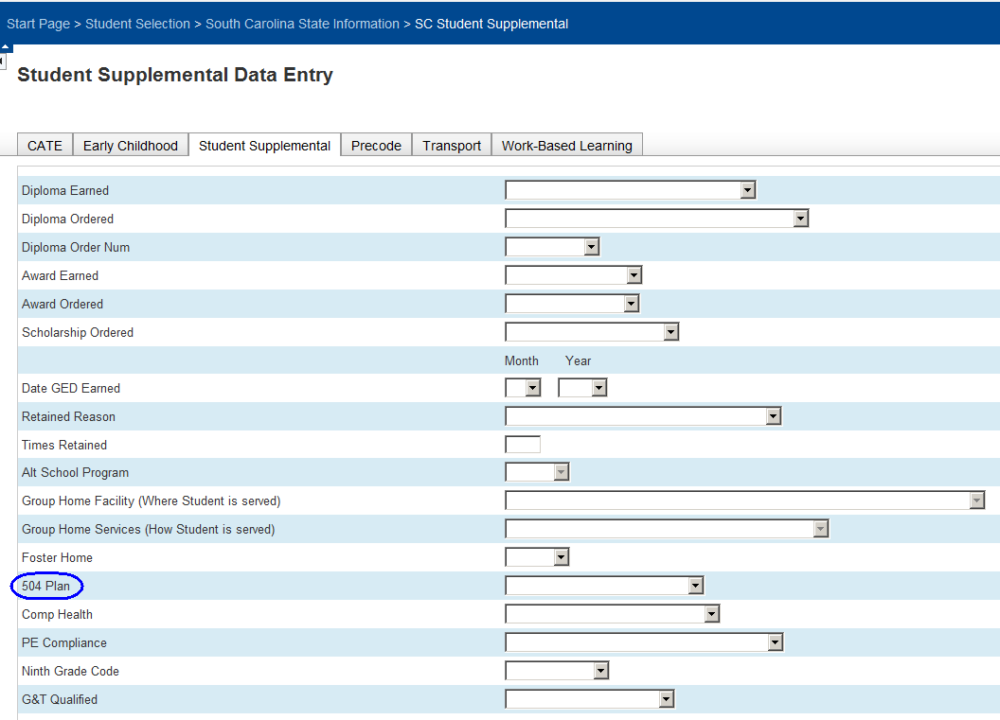 Start Page > Student Selection > South Carolina State Information > SC Student Supplemental
Student Supplemental Data Entry
CATE Early Childhood Student Supplemental Precode Transport Work-Based Learning
Diploma Earned
Diploma Ordered
Diploma Order Num
Award Earned
Award Ordered
Scholarship Ordered
Month Year
Date GED Earned
Retained Reason
Times Retained
Alt School Program
Group Home Facility (Where Student is served)
Group Home Services (How Student is served)
Foster Home
504 Plan
Comp Health
PE Compliance
Ninth Grade Code
G&T Qualified